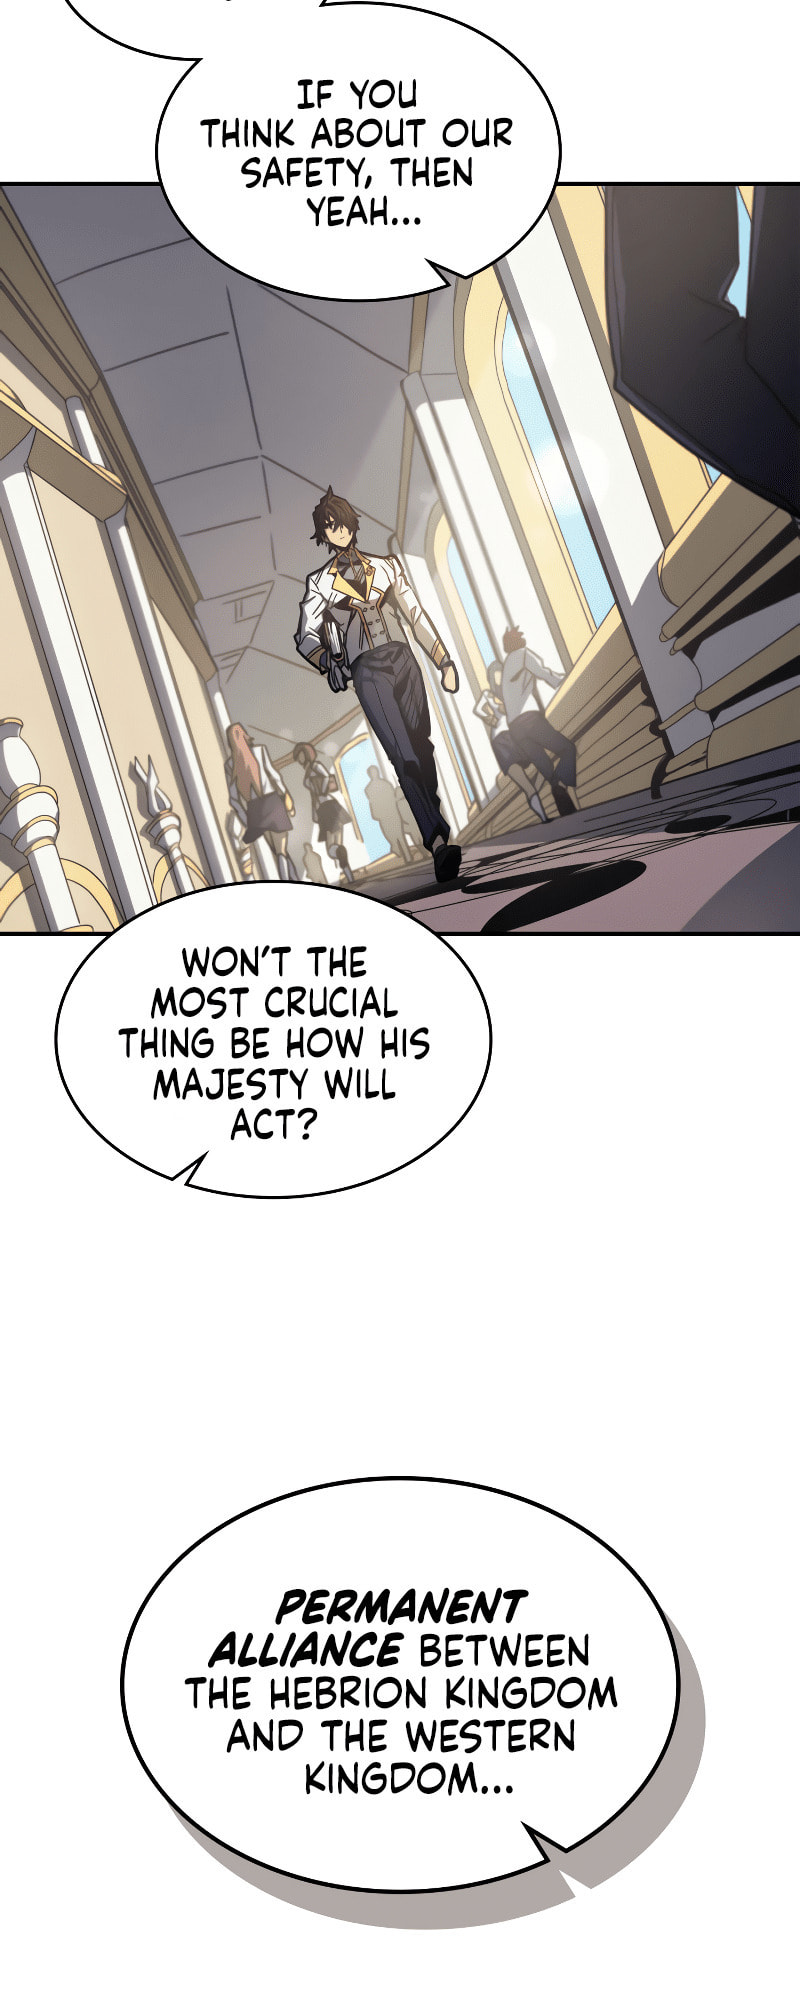 IF YOU
THINK ABOUT OUR
SAFETY, THEN
YEAH...
WON'T THE
MOST CRUCIAL
THING BE HOW HIS
MAJESTY WILL
ACT?
PERMANENT
ALLIANCE BETWEEN
THE HEBRION KINGDOM
AND THE WESTERN
KINGDOM...